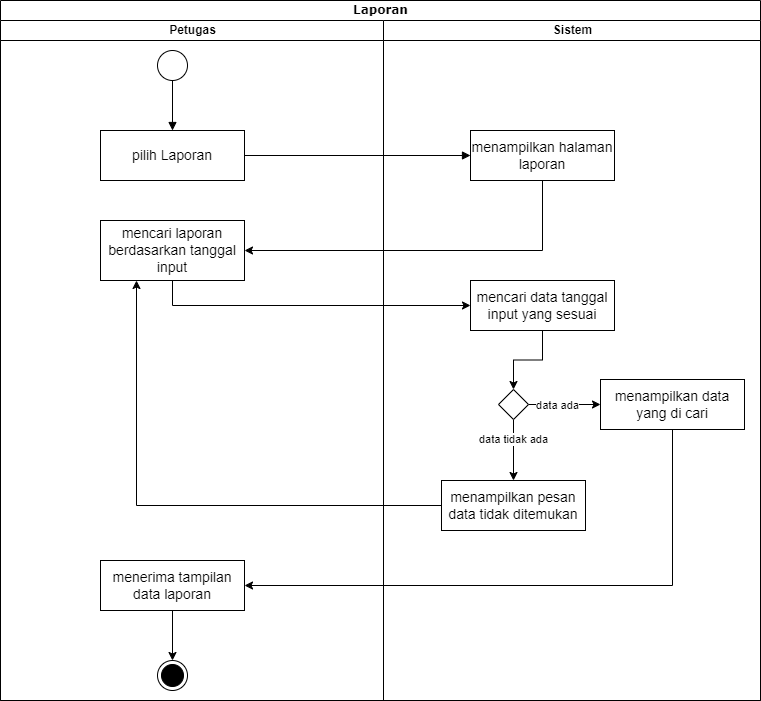 Laporan
Petugas
Sistem
pilih Laporan
menampilkan halaman
laporan
mencari laporan
berdasarkan tanggal
input
mencari data tanggal
input yang sesuai
data ada
menampilkan data
yang di cari
data tidak ada
menampilkan pesan
data tidak ditemukan
menerima tampilan
data laporan